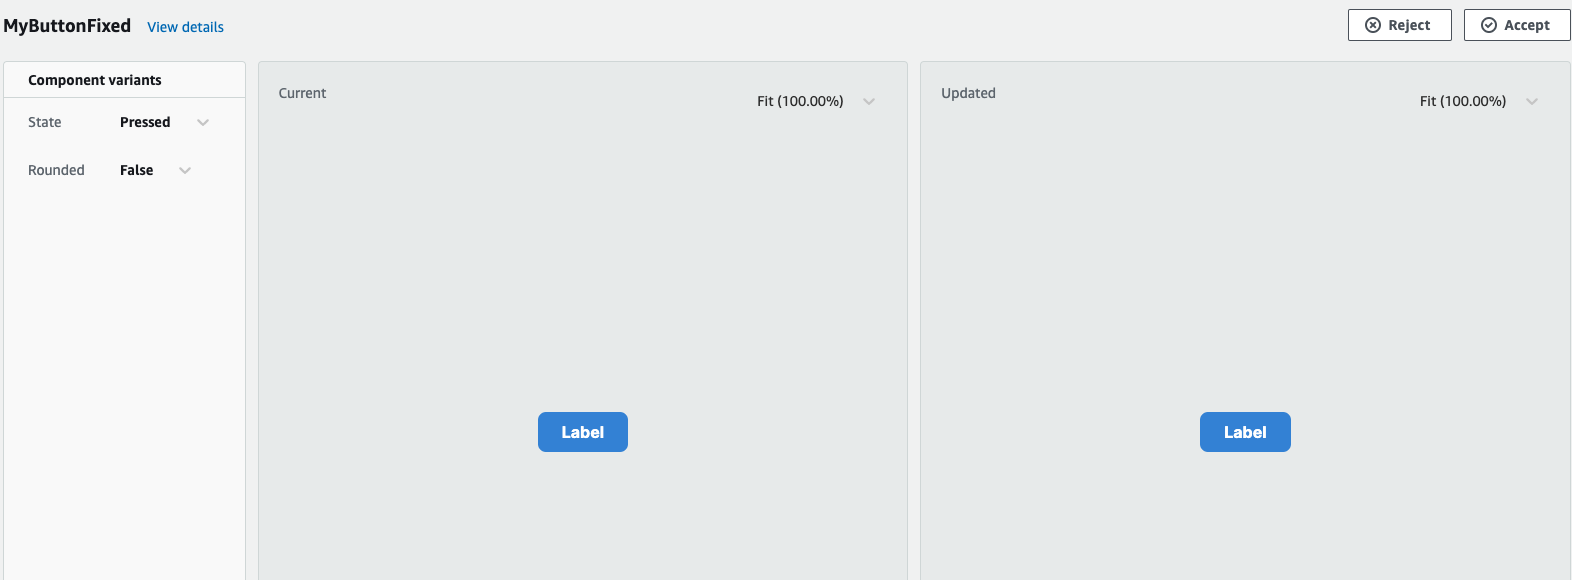 MyButtonFixed View details Reject Accept
Component variants
Current
Updated
Fit (100.00%)
Fit (100.00%)
State Pressed
Rounded False
Label
Label